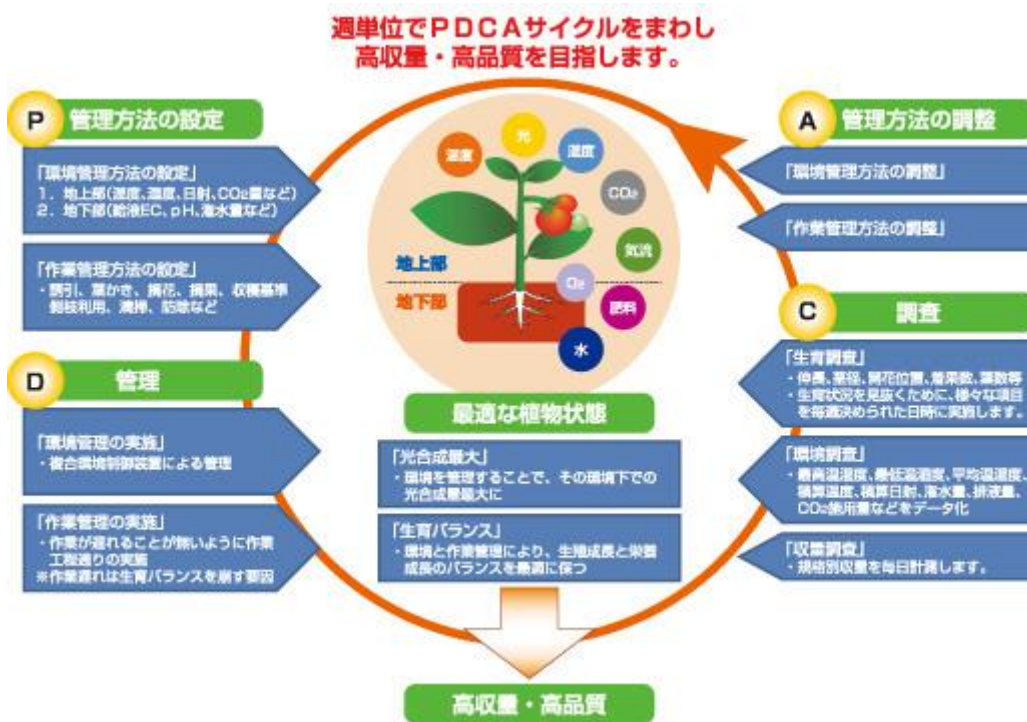 週単位でPDCAサイクルをまわし
高収量・高品質を目指します。
P 管理方法の設定
「環境管理方法の設定」
1．地上部(湿度、温度、日射、CO₂量など)
2．地下部(給液EC、pH、潅水量など)
「作業管理方法の設定」
・誘引、葉かき、摘花、摘果、収穫基準
側枝利用、清掃、防除など
D 管理
「環境管理の実施」
・複合環境制御装置による管理
「作業管理の実施」
・作業が遅れることが無いように作業
工程通りの実施
※作業遅れは生育バランスを崩す要因
温度
光
湿度
CO₂
気流
O₂
肥料
水
地上部
地下部
最適な植物状態
「光合成最大」
・環境を管理することで、その環境下での
光合成量最大に
「生育バランス」
・環境と作業管理により、生殖成長と栄養
成長のバランスを最適に保つ
高収量・高品質
A 管理方法の調整
「環境管理方法の調整」
「作業管理方法の調整」
C 調査
「生育調査」
・伸長、茎径、開花位置、着果数、葉数等
・生育状況を見抜くために、様々な項目
を毎週決められた日時に実施します。
「環境調査」
・最高温湿度、最低温湿度、平均温湿度、
積算温度、積算日射、潅水量、排液量、
CO₂施用量などをデータ化
「収量調査」
・規格別収量を毎日計測します。